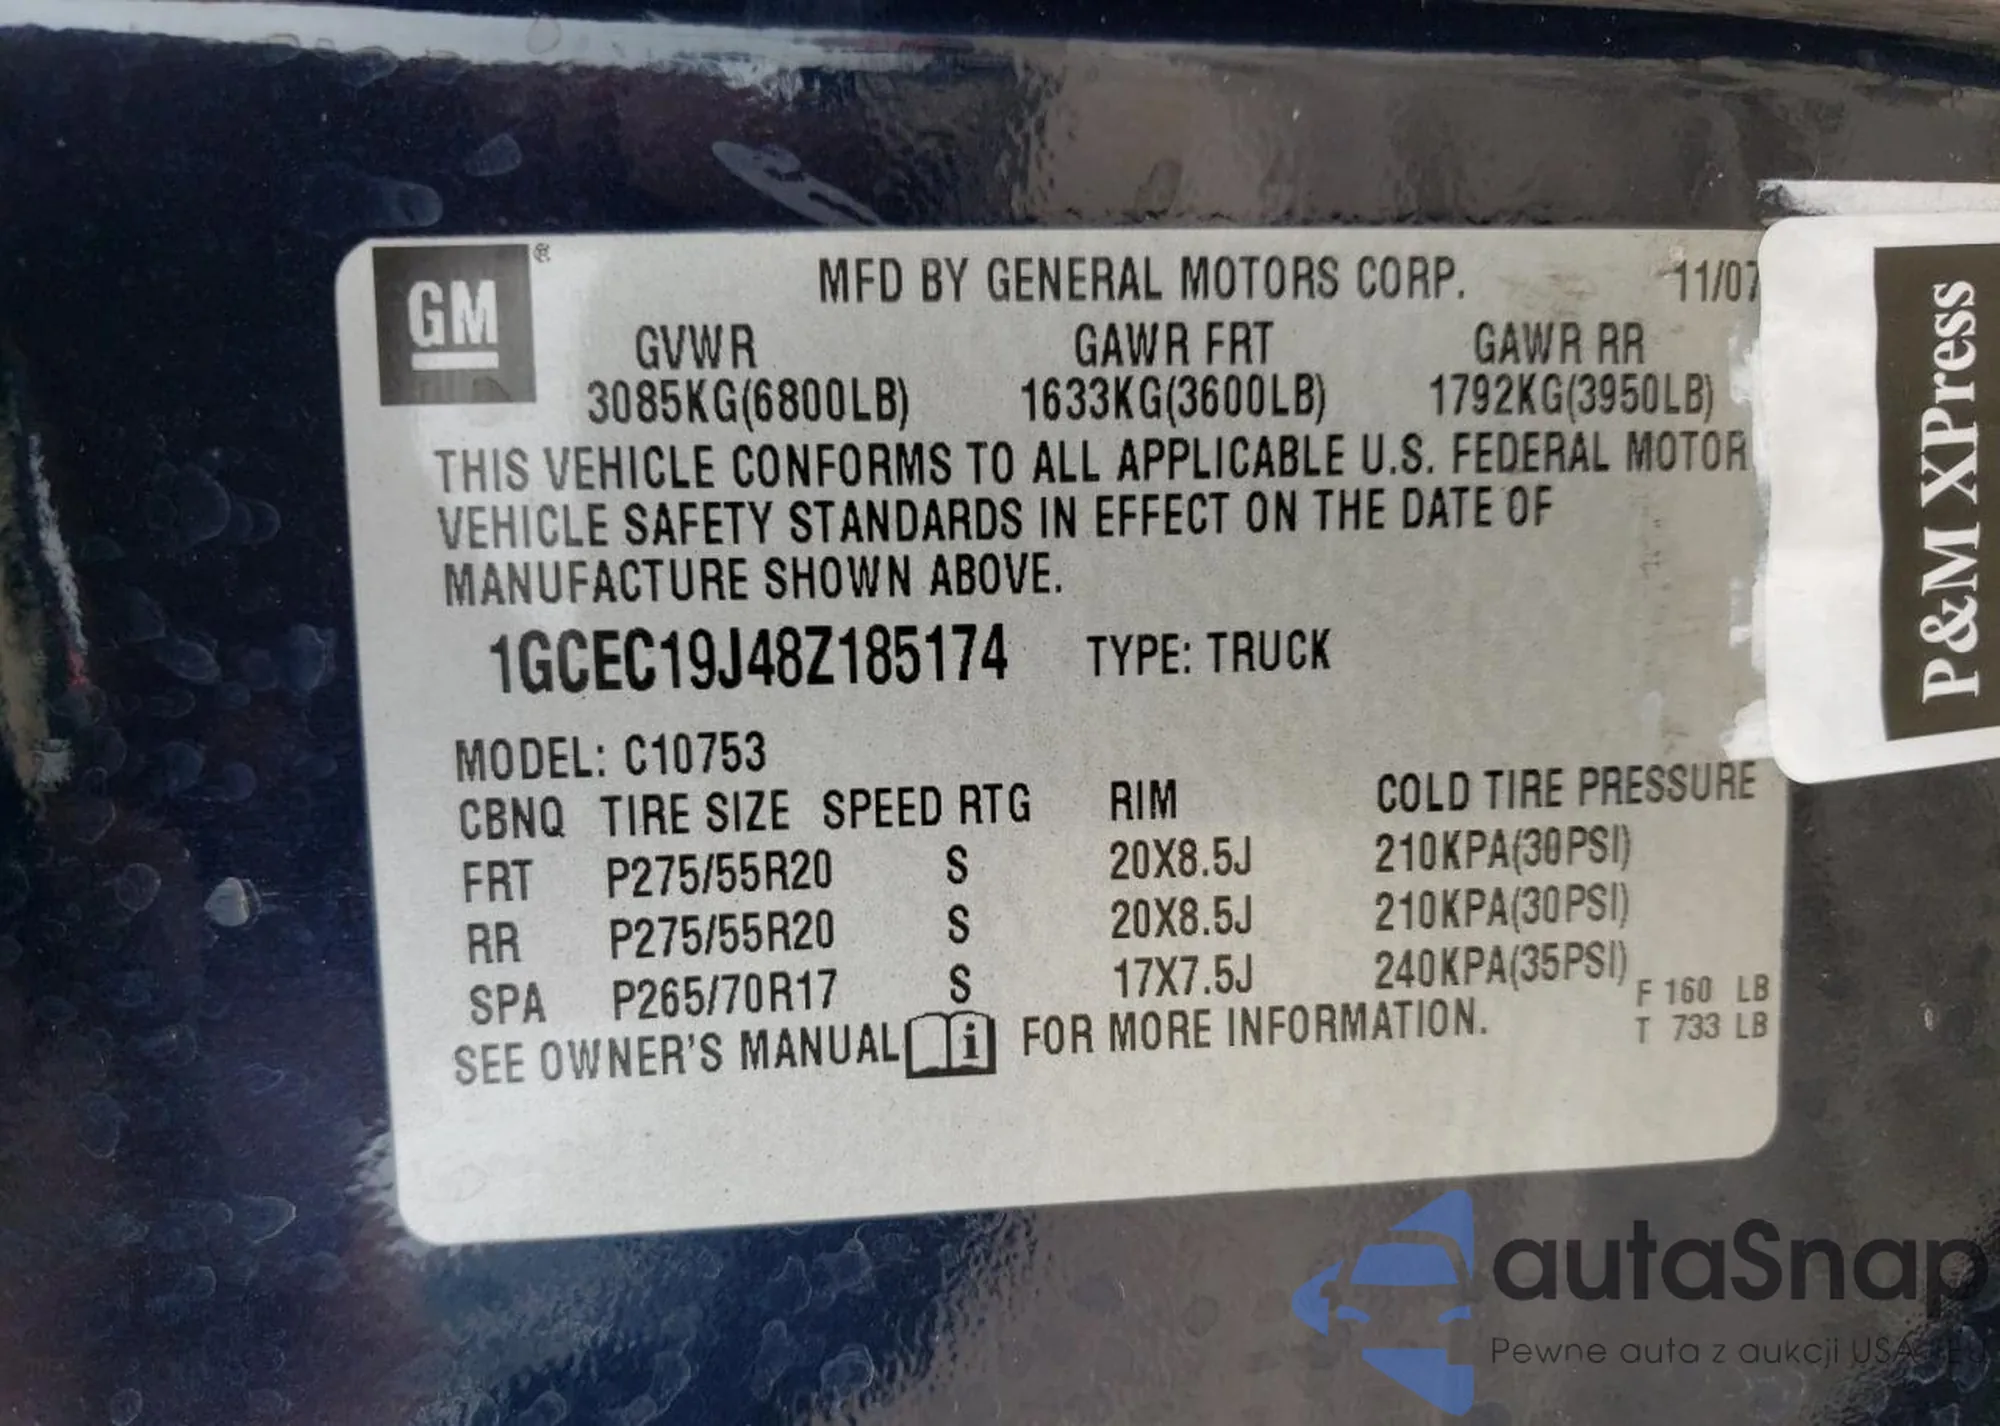 GM ®
MFD BY GENERAL MOTORS CORP. 11/07
GVWR GAWR FRT GAWR RR
3085KG(6800LB) 1633KG(3600LB) 1792KG(3950LB)
THIS VEHICLE CONFORMS TO ALL APPLICABLE U.S. FEDERAL MOTOR
VEHICLE SAFETY STANDARDS IN EFFECT ON THE DATE OF
MANUFACTURE SHOWN ABOVE.
1GCEC19J48Z185174 TYPE: TRUCK
MODEL: C10753
CBNQ TIRE SIZE SPEED RTG RIM COLD TIRE PRESSURE
FRT P275/55R20 S 20X8.5J 210KPA(30PSI)
RR P275/55R20 S 20X8.5J 210KPA(30PSI)
SPA P265/70R17 S 17X7.5J 240KPA(35PSI)
F 160 LB
T 733 LB
SEE OWNER'S MANUAL i FOR MORE INFORMATION.
P&M XPress
autaSnap
Pewne auta z aukcji USA